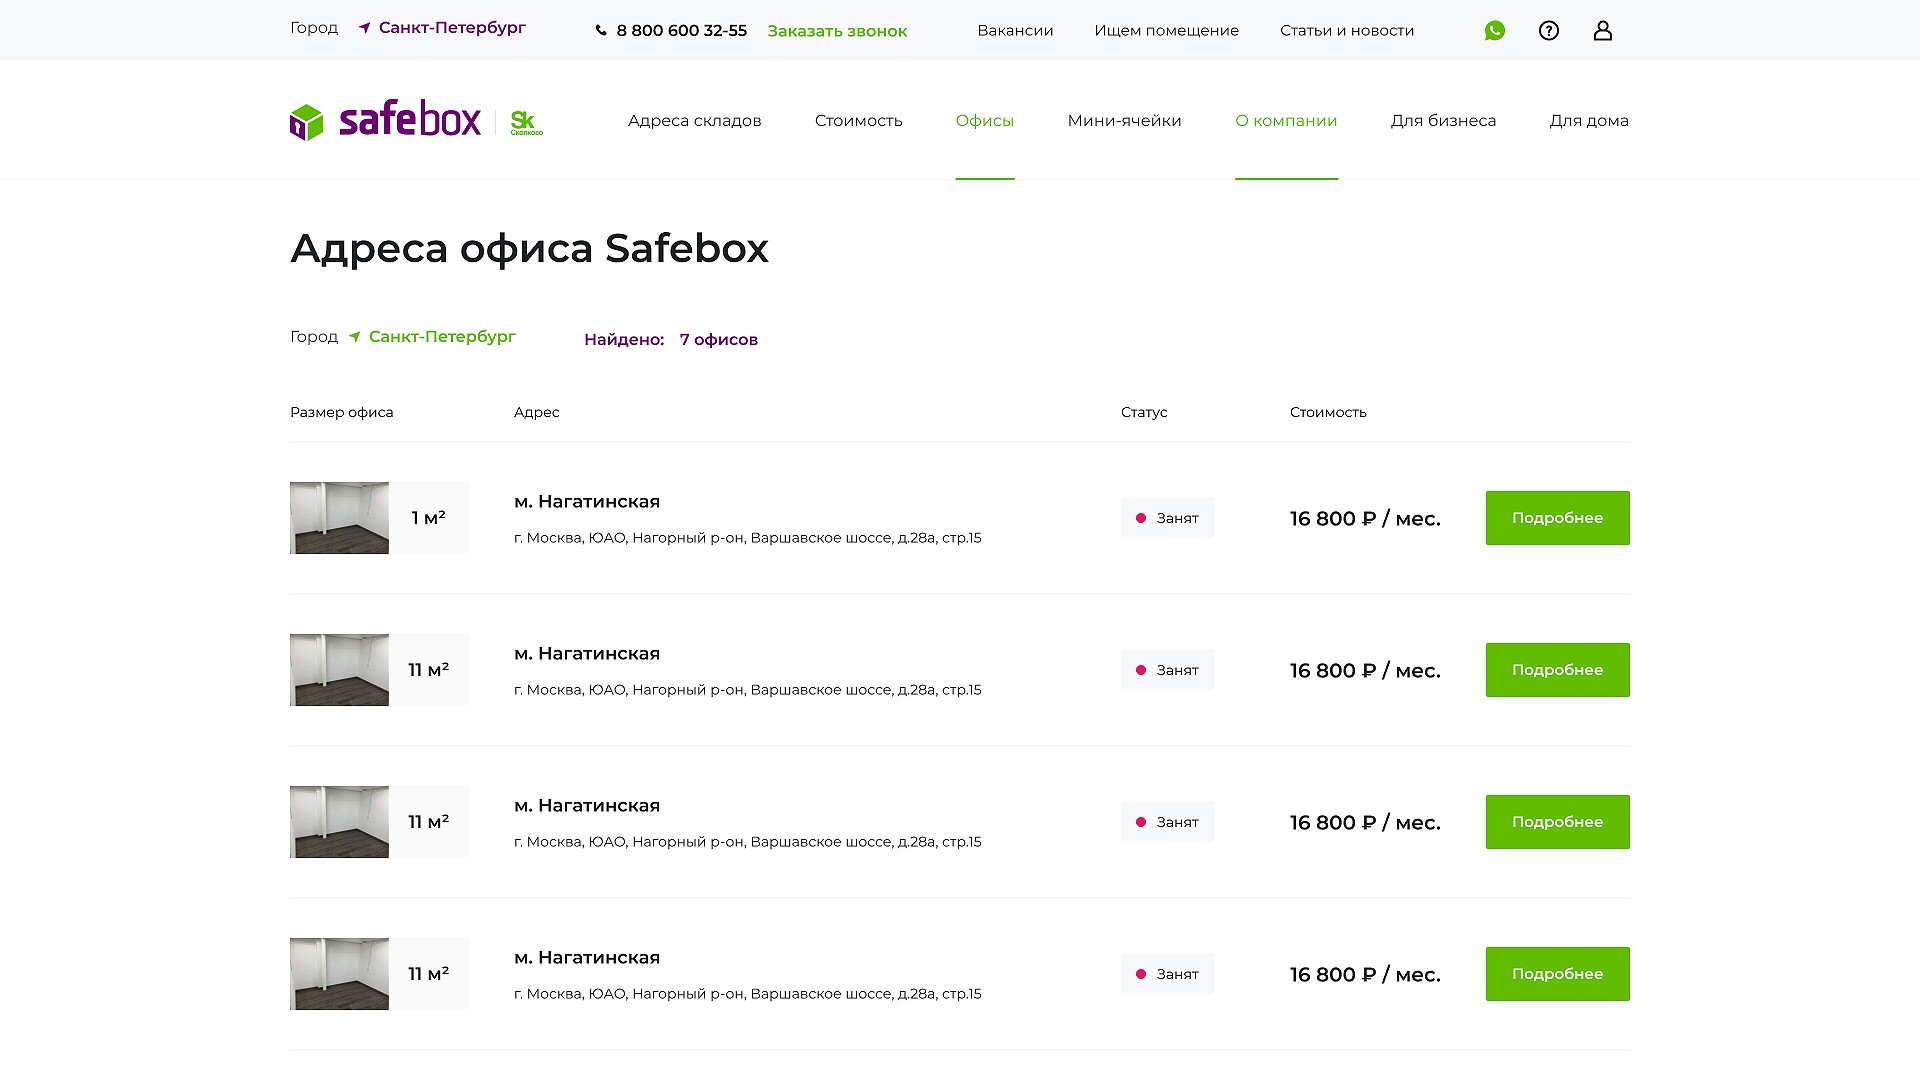 Город Санкт-Петербург 8 800 600 32-55 Заказать звонок Вакансии Ищем помещение Статьи и новости
safebox Sk Сколково Адреса складов Стоимость Офисы Мини-ячейки О компании Для бизнеса Для дома
Адреса офиса Safebox
Город Санкт-Петербург Найдено: 7 офисов
Размер офиса Адрес Статус Стоимость
1 м² м. Нагатинская
г. Москва, ЮАО, Нагорный р-он, Варшавское шоссе, д.28а, стр.15
Занят 16 800 ₽ / мес. Подробнее
11 м² м. Нагатинская
г. Москва, ЮАО, Нагорный р-он, Варшавское шоссе, д.28а, стр.15
Занят 16 800 ₽ / мес. Подробнее
11 м² м. Нагатинская
г. Москва, ЮАО, Нагорный р-он, Варшавское шоссе, д.28а, стр.15
Занят 16 800 ₽ / мес. Подробнее
11 м² м. Нагатинская
г. Москва, ЮАО, Нагорный р-он, Варшавское шоссе, д.28а, стр.15
Занят 16 800 ₽ / мес. Подробнее